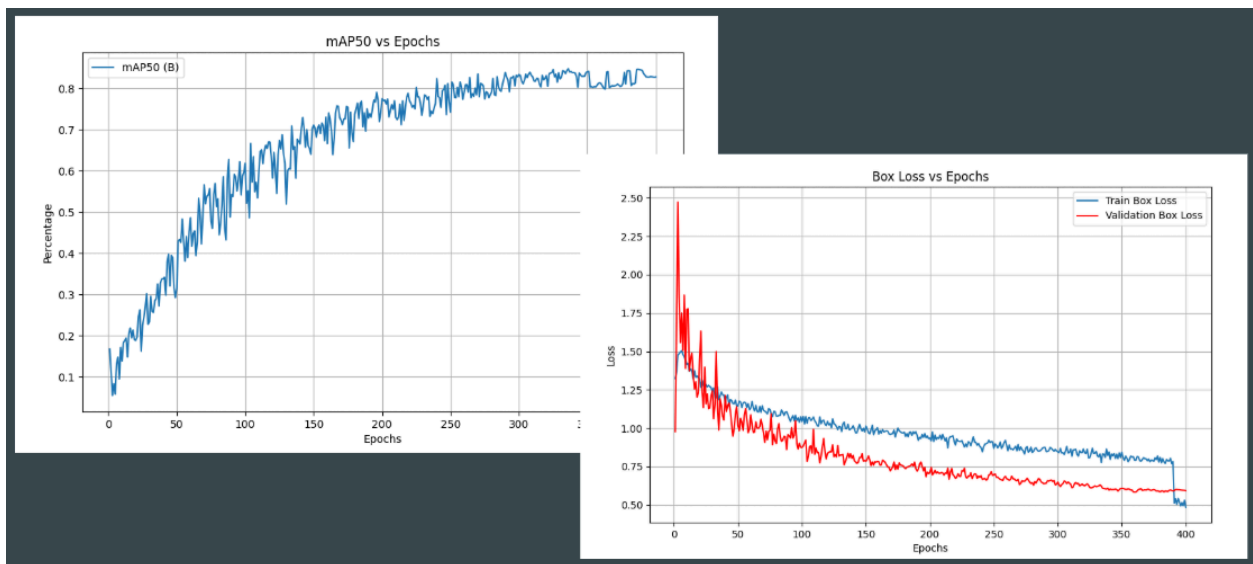 mAP50 vs Epochs
mAP50 (B)
Percentage
0.8
0.7
0.6
0.5
0.4
0.3
0.2
0.1
0 50 100 150 200 250 300
Epochs
Box Loss vs Epochs
Train Box Loss
Validation Box Loss
Loss
2.50
2.25
2.00
1.75
1.50
1.25
1.00
0.75
0.50
0 50 100 150 200 250 300 350 400
Epochs